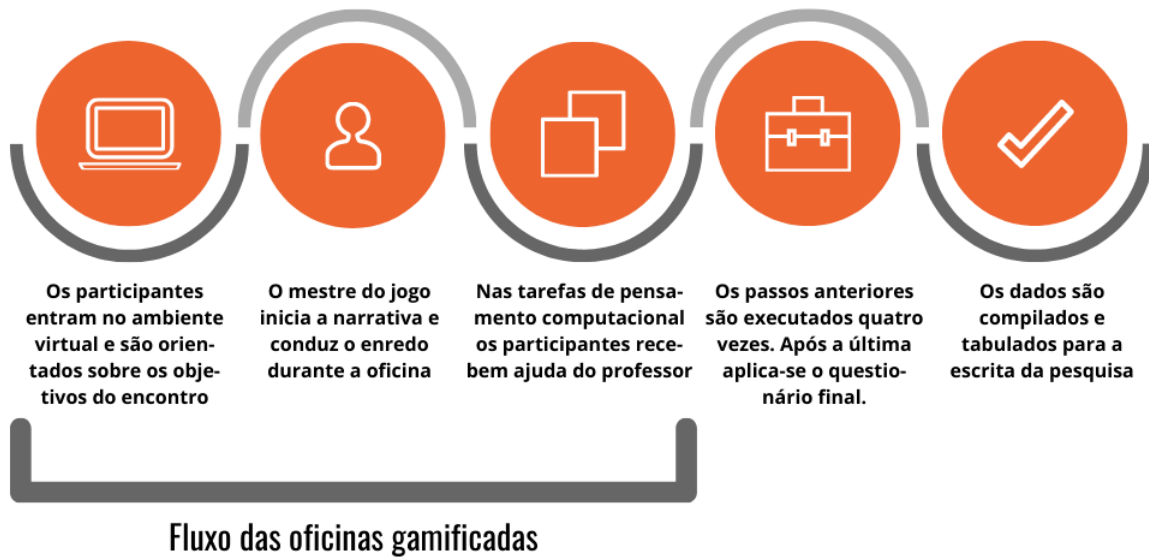 Os participantes
entram no ambiente
virtual e são orien-
tados sobre os obje-
tivos do encontro
O mestre do jogo
inicia a narrativa e
conduz o enredo
durante a oficina
Nas tarefas de pensa-
mento computacional
os participantes rece-
bem ajuda do professor
Os passos anteriores
são executados quatro
vezes. Após a última
aplica-se o questio-
nário final.
Os dados são
compilados e
tabulados para a
escrita da pesquisa
Fluxo das oficinas gamificadas